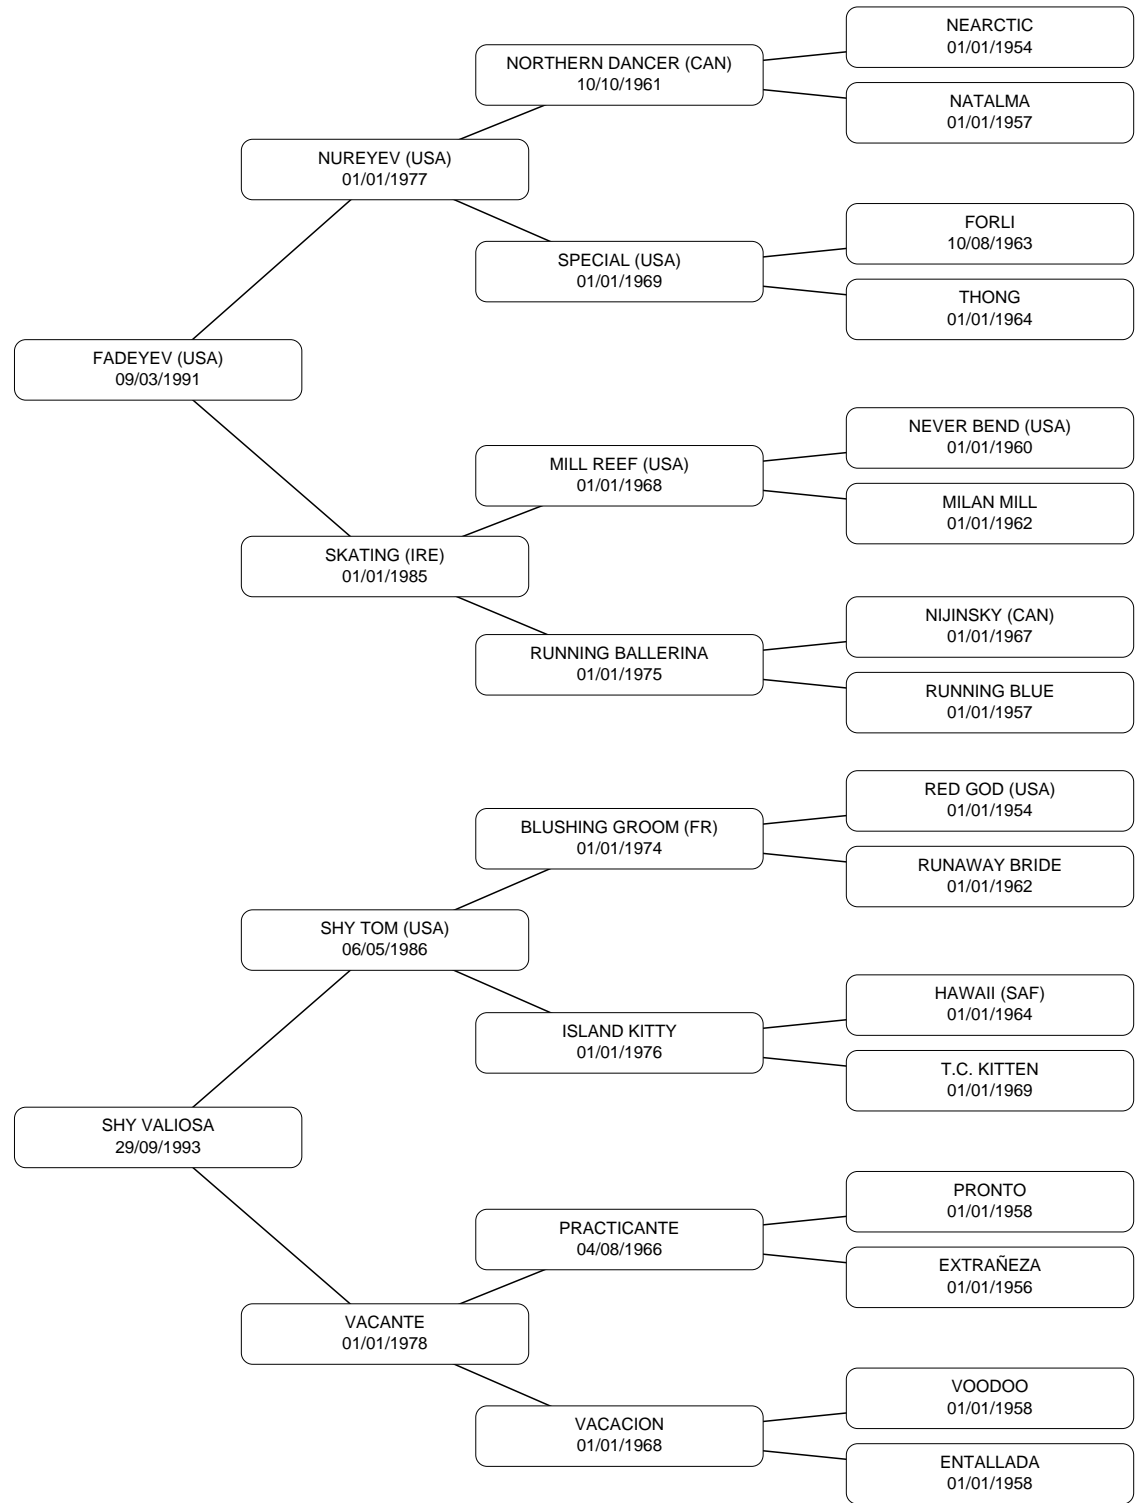 NEARCTIC
01/01/1954
NORTHERN DANCER (CAN)
10/10/1961
NATALMA
01/01/1957
NUREYEV (USA)
01/01/1977
FORLI
10/08/1963
SPECIAL (USA)
01/01/1969
THONG
01/01/1964
FADEYEV (USA)
09/03/1991
NEVER BEND (USA)
01/01/1960
MILL REEF (USA)
01/01/1968
MILAN MILL
01/01/1962
SKATING (IRE)
01/01/1985
NIJINSKY (CAN)
01/01/1967
RUNNING BALLERINA
01/01/1975
RUNNING BLUE
01/01/1957
RED GOD (USA)
01/01/1954
BLUSHING GROOM (FR)
01/01/1974
RUNAWAY BRIDE
01/01/1962
SHY TOM (USA)
06/05/1986
HAWAII (SAF)
01/01/1964
ISLAND KITTY
01/01/1976
T.C. KITTEN
01/01/1969
SHY VALIOSA
29/09/1993
PRONTO
01/01/1958
PRACTICANTE
04/08/1966
EXTRAÑEZA
01/01/1956
VACANTE
01/01/1978
VOODOO
01/01/1958
VACACION
01/01/1968
ENTALLADA
01/01/1958